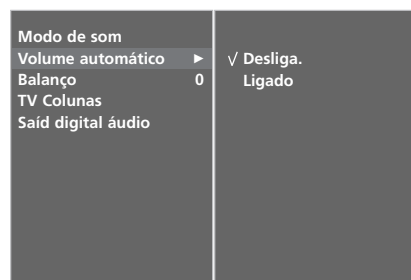 Modo de som
Volume automático ► √ Desliga.
Balanço 0 Ligado
TV Colunas
Saíd digital áudio